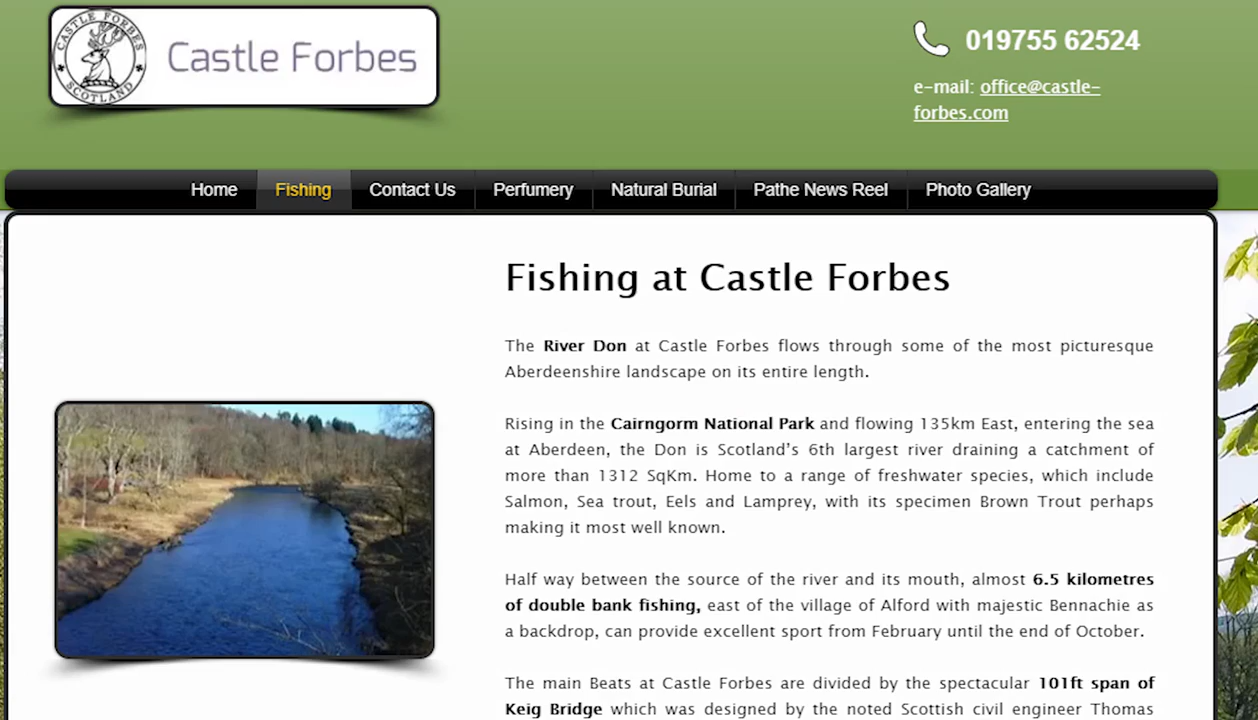 CASTLE FORBES
SCOTLAND
Castle Forbes
019755 62524
e-mail: office@castle-
forbes.com
Home Fishing Contact Us Perfumery Natural Burial Pathe News Reel Photo Gallery
Fishing at Castle Forbes
The River Don at Castle Forbes flows through some of the most picturesque
Aberdeenshire landscape on its entire length.
Rising in the Cairngorm National Park and flowing 135km East, entering the sea
at Aberdeen, the Don is Scotland's 6th largest river draining a catchment of
more than 1312 SqKm. Home to a range of freshwater species, which include
Salmon, Sea trout, Eels and Lamprey, with its specimen Brown Trout perhaps
making it most well known.
Half way between the source of the river and its mouth, almost 6.5 kilometres
of double bank fishing, east of the village of Alford with majestic Bennachie as
a backdrop, can provide excellent sport from February until the end of October.
The main Beats at Castle Forbes are divided by the spectacular 101ft span of
Keig Bridge which was designed by the noted Scottish civil engineer Thomas